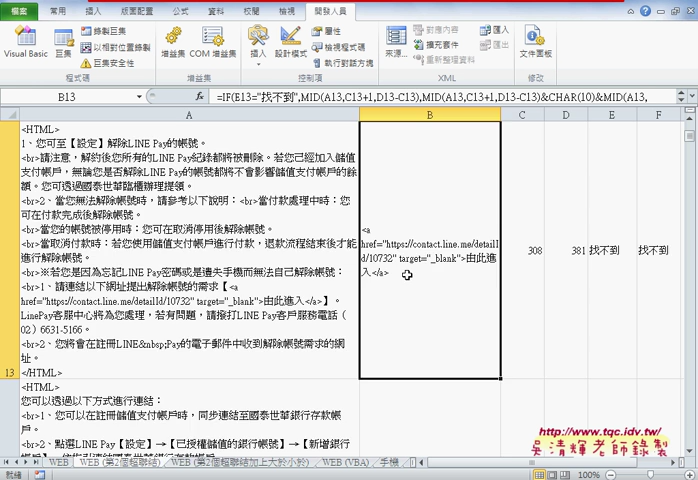 檔案 常用 插入 版面配置 公式 資料 校閱 檢視 開發人員
Visual Basic 巨集 錄製巨集 以相對位置錄製 巨集安全性
增益集 COM 增益集
插入 設計模式 屬性 檢視程式碼 執行對話方塊
來源... 對應內容 擴充套件 重新整理資料 匯入 匯出
文件面板
程式碼 增益集 控制項 XML 修改
B13 fx =IF(E13="找不到",MID(A13,C13+1,D13-C13),MID(A13,C13+1,D13-C13)&CHAR(10)&MID(A13,
A B C D E F
<HTML>
1、您可至【設定】解除LINE Pay的帳號。
<br>請注意，解約後您所有的LINE Pay紀錄都將被刪除。若您已經加入儲值
支付帳戶，無論您是否解除LINE Pay的帳號都將不會影響儲值支付帳戶的餘
額。您可透過國泰世華臨櫃辦理提領。
<br>2、當您無法解除帳號時，請參考以下說明：<br>當付款處理中時：您
可在付款完成後解除帳號。
<br>當您的帳號被停用時：您可在取消停用後解除帳號。
<br>當取消付款時：若您使用儲值支付帳戶進行付款，退款流程結束後才能
進行解除帳號。
<br>※若您是因為忘記LINE Pay密碼或是遺失手機而無法自己解除帳號：
<br>1、請連結以下網址提出解除帳號的需求【<a
href="https://contact.line.me/detailId/10732" target="_blank">由此進入</a>】。
LinePay客服中心將為您處理，若有問題，請撥打LINE Pay客戶服務電話（
02）6631-5166。
<br>2、您將會在註冊LINE&nbsp;Pay的電子郵件中收到解除帳號需求的網
址。
</HTML>
<a
href="https://contact.line.me/detailI
d/10732" target="_blank">由此進
入</a>
308 381 找不到 找不到
13
<HTML>
您可以透過以下方式進行連結：
<br>1、您可以在註冊儲值支付帳戶時，同步連結至國泰世華銀行存款帳
戶。
<br>2、點選LINE Pay【設定】→【已授權儲值的銀行帳號】→【新增銀行
http://www.tqc.idv.tw/
吳清輝老師錄製
WEB WEB (第2個超聯結) WEB (第2個超聯結加上大於小於) WEB (VBA) 手機
就緒 100%